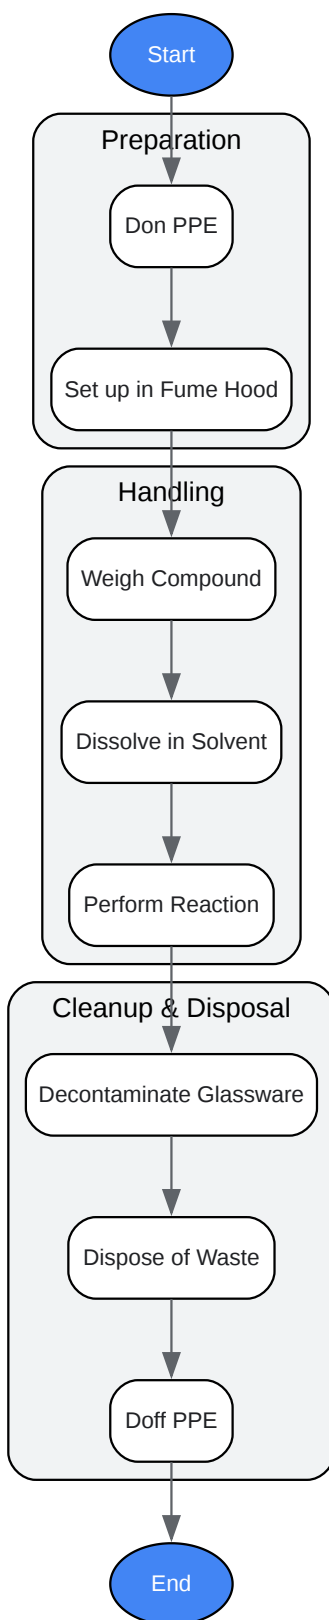 Start
Preparation
Don PPE
Set up in Fume Hood
Handling
Weigh Compound
Dissolve in Solvent
Perform Reaction
Cleanup & Disposal
Decontaminate Glassware
Dispose of Waste
Doff PPE
End